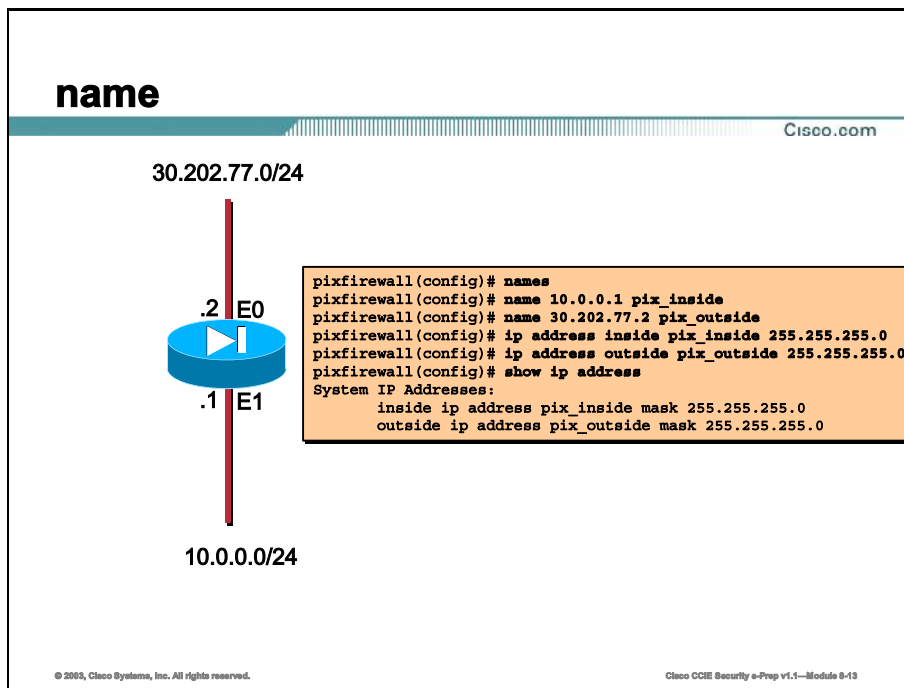 name
Cisco.com
30.202.77.0/24
pixfirewall(config)# names
pixfirewall(config)# name 10.0.0.1 pix_inside
pixfirewall(config)# name 30.202.77.2 pix_outside
pixfirewall(config)# ip address inside pix_inside 255.255.255.0
pixfirewall(config)# ip address outside pix_outside 255.255.255.0
pixfirewall(config)# show ip address
System IP Addresses:
inside ip address pix_inside mask 255.255.255.0
outside ip address pix_outside mask 255.255.255.0
.2 E0
.1 E1
10.0.0.0/24
© 2003, Cisco Systems, Inc. All rights reserved.
Cisco CCIE Security e-Prep v1.1—Module 8-13